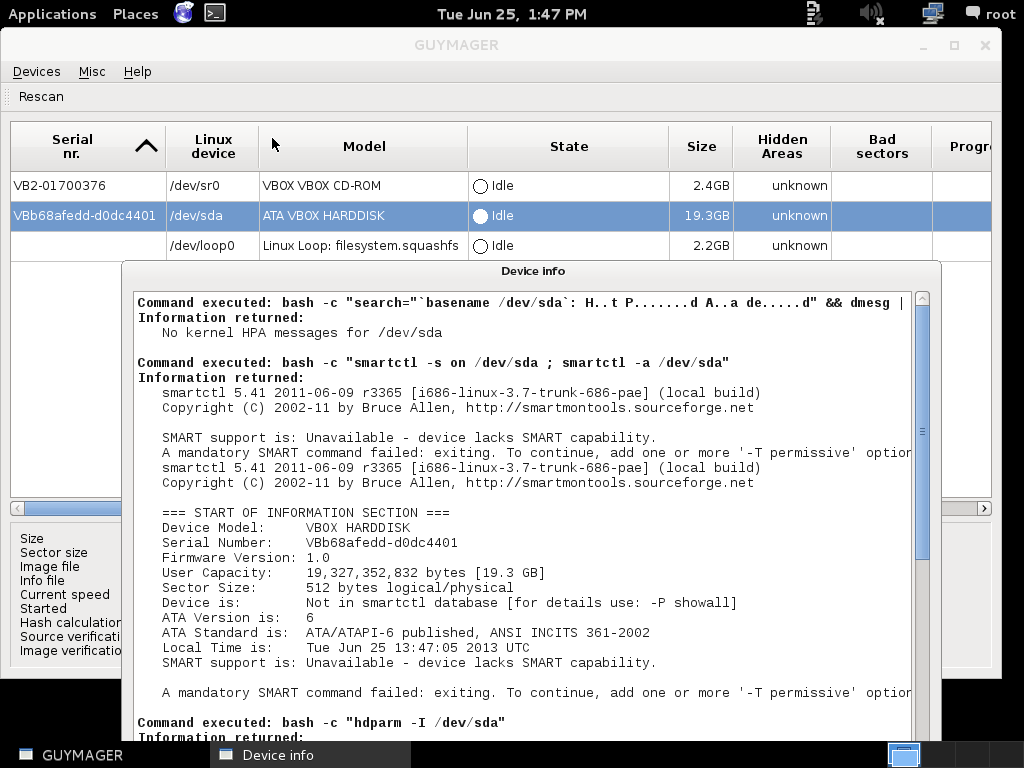 Applications Places Tue Jun 25, 1:47 PM root
GUYMAGER
Devices Misc Help
Rescan
Serial nr. Linux device Model State Size Hidden Areas Bad sectors Progre
VB2-01700376 /dev/sr0 VBOX VBOX CD-ROM Idle 2.4GB unknown
VBb68afedd-d0dc4401 /dev/sda ATA VBOX HARDDISK Idle 19.3GB unknown
/dev/loop0 Linux Loop: filesystem.squashfs Idle 2.2GB unknown
Device info
Command executed: bash -c "search="`basename /dev/sda`: H..t P.......d A..a de.....d" && dmesg |
Information returned:
No kernel HPA messages for /dev/sda
Command executed: bash -c "smartctl -s on /dev/sda ; smartctl -a /dev/sda"
Information returned:
smartctl 5.41 2011-06-09 r3365 [i686-linux-3.7-trunk-686-pae] (local build)
Copyright (C) 2002-11 by Bruce Allen, http://smartmontools.sourceforge.net
SMART support is: Unavailable - device lacks SMART capability.
A mandatory SMART command failed: exiting. To continue, add one or more '-T permissive' option
smartctl 5.41 2011-06-09 r3365 [i686-linux-3.7-trunk-686-pae] (local build)
Copyright (C) 2002-11 by Bruce Allen, http://smartmontools.sourceforge.net
=== START OF INFORMATION SECTION ===
Device Model: VBOX HARDDISK
Serial Number: VBb68afedd-d0dc4401
Firmware Version: 1.0
User Capacity: 19,327,352,832 bytes [19.3 GB]
Sector Size: 512 bytes logical/physical
Device is: Not in smartctl database [for details use: -P showall]
ATA Version is: 6
ATA Standard is: ATA/ATAPI-6 published, ANSI INCITS 361-2002
Local Time is: Tue Jun 25 13:47:05 2013 UTC
SMART support is: Unavailable - device lacks SMART capability.
A mandatory SMART command failed: exiting. To continue, add one or more '-T permissive' option
Command executed: bash -c "hdparm -I /dev/sda"
Information returned:
Size
Sector size
Image file
Info file
Current speed
Started
Hash calculation
Source verificati
Image verificatio
GUYMAGER Device info